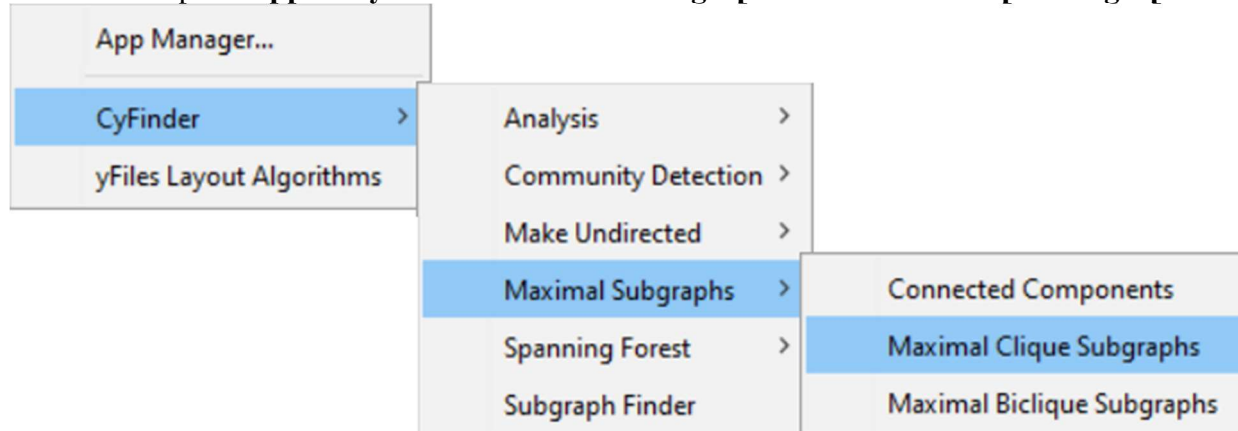 App Manager...
CyFinder >
yFiles Layout Algorithms
Analysis >
Community Detection >
Make Undirected >
Maximal Subgraphs >
Spanning Forest >
Subgraph Finder
Connected Components
Maximal Clique Subgraphs
Maximal Biclique Subgraphs